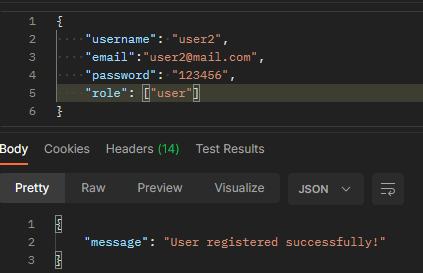 1 {
2 "username": "user2",
3 "email":"user2@mail.com",
4 "password": "123456",
5 "role": ["user"]
6 }
Body Cookies Headers (14) Test Results
Pretty Raw Preview Visualize JSON
1 {
2 "message": "User registered successfully!"
3 }